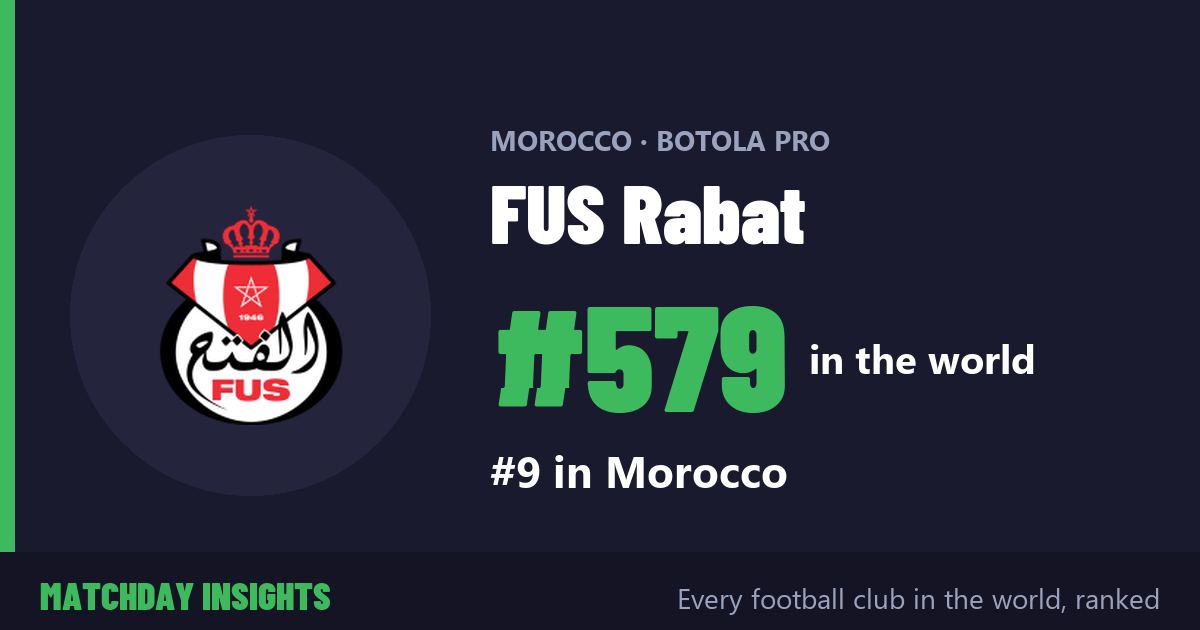 MOROCCO · BOTOLA PRO
FUS Rabat
#579 in the world
#9 in Morocco
1946
الفتح
FUS
MATCHDAY INSIGHTS
Every football club in the world, ranked